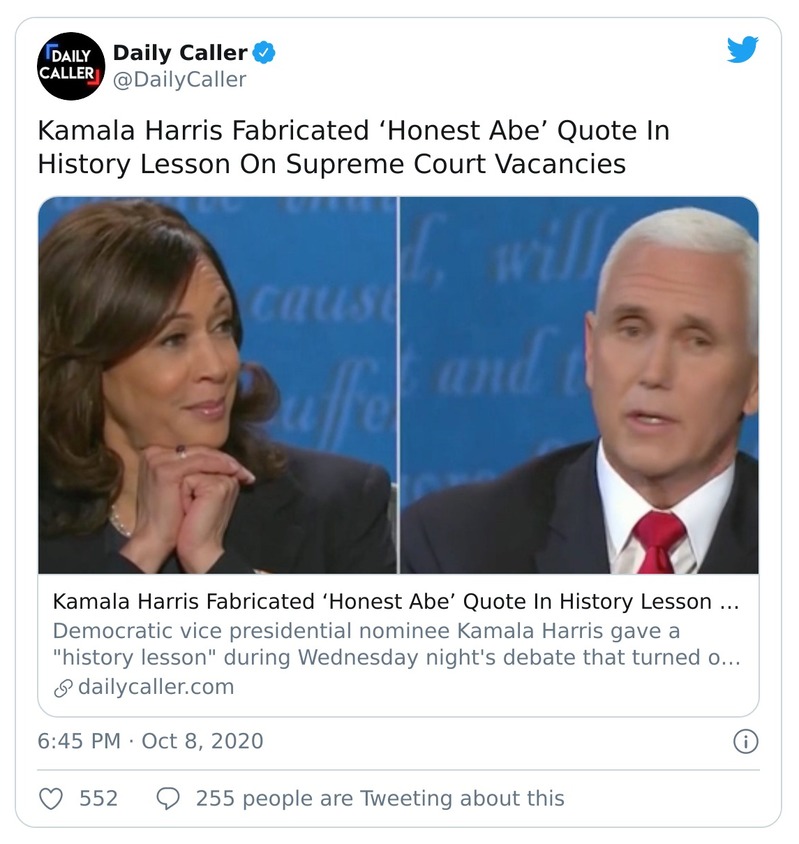 DAILY
CALLER
Daily Caller
@DailyCaller
Kamala Harris Fabricated ‘Honest Abe’ Quote In
History Lesson On Supreme Court Vacancies
cause
d, will
and t
uffe
Kamala Harris Fabricated ‘Honest Abe’ Quote In History Lesson ...
Democratic vice presidential nominee Kamala Harris gave a
"history lesson" during Wednesday night's debate that turned o...
dailycaller.com
6:45 PM · Oct 8, 2020
552
255 people are Tweeting about this